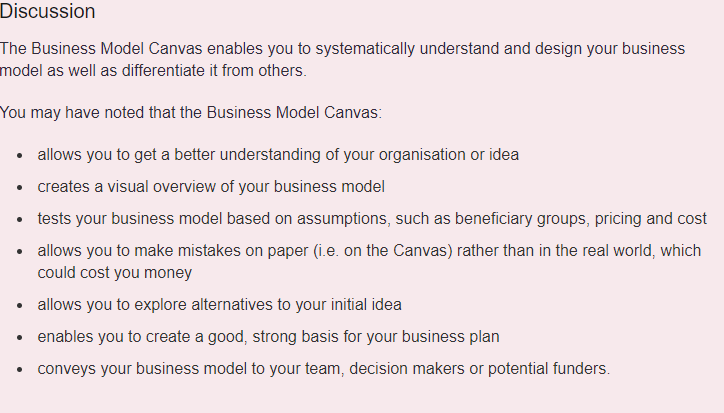 Discussion
The Business Model Canvas enables you to systematically understand and design your business
model as well as differentiate it from others.
You may have noted that the Business Model Canvas:
• allows you to get a better understanding of your organisation or idea
• creates a visual overview of your business model
• tests your business model based on assumptions, such as beneficiary groups, pricing and cost
• allows you to make mistakes on paper (i.e. on the Canvas) rather than in the real world, which
could cost you money
• allows you to explore alternatives to your initial idea
• enables you to create a good, strong basis for your business plan
• conveys your business model to your team, decision makers or potential funders.